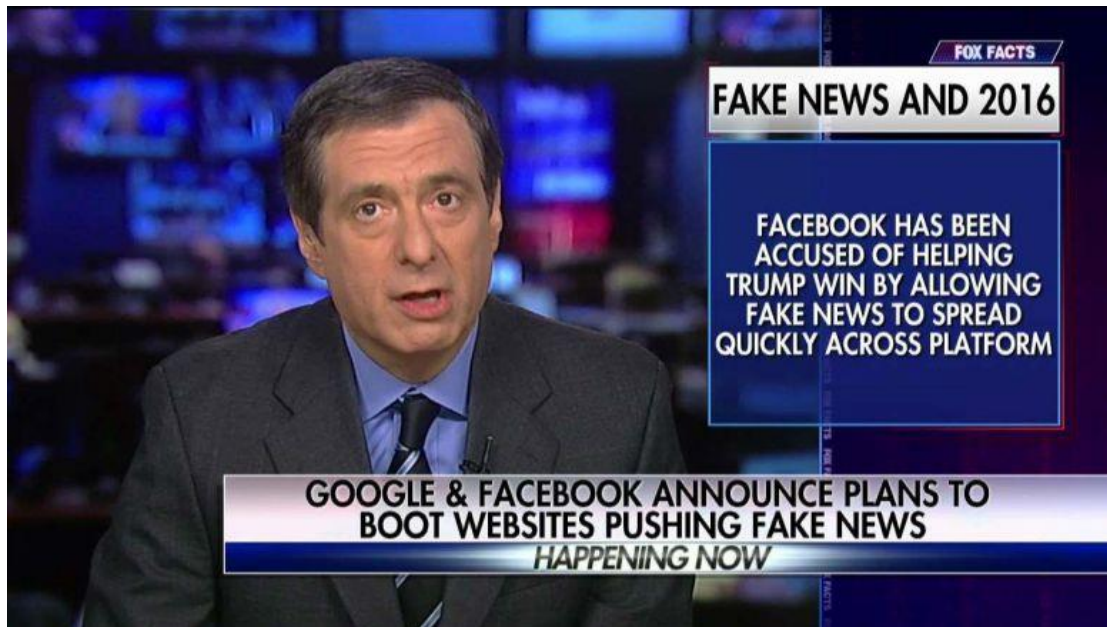 FOX FACTS
FAKE NEWS AND 2016
FACEBOOK HAS BEEN
ACCUSED OF HELPING
TRUMP WIN BY ALLOWING
FAKE NEWS TO SPREAD
QUICKLY ACROSS PLATFORM
GOOGLE & FACEBOOK ANNOUNCE PLANS TO
BOOT WEBSITES PUSHING FAKE NEWS
HAPPENING NOW